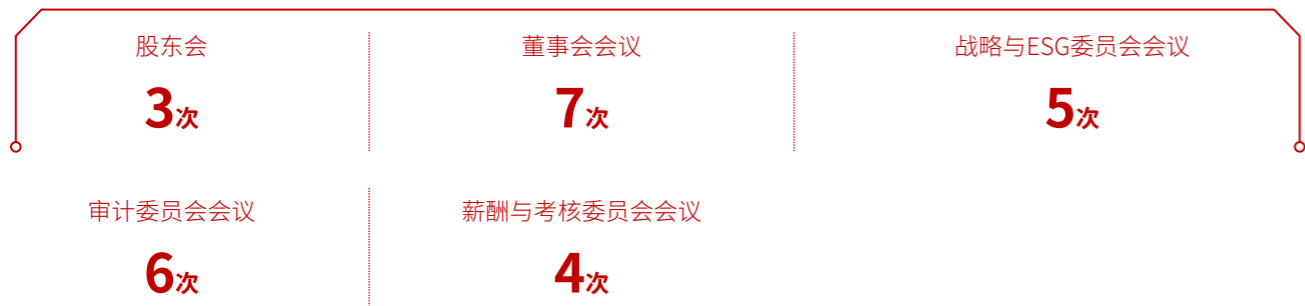 股东会
3次
董事会会议
7次
战略与ESG委员会会议
5次
审计委员会会议
6次
薪酬与考核委员会会议
4次